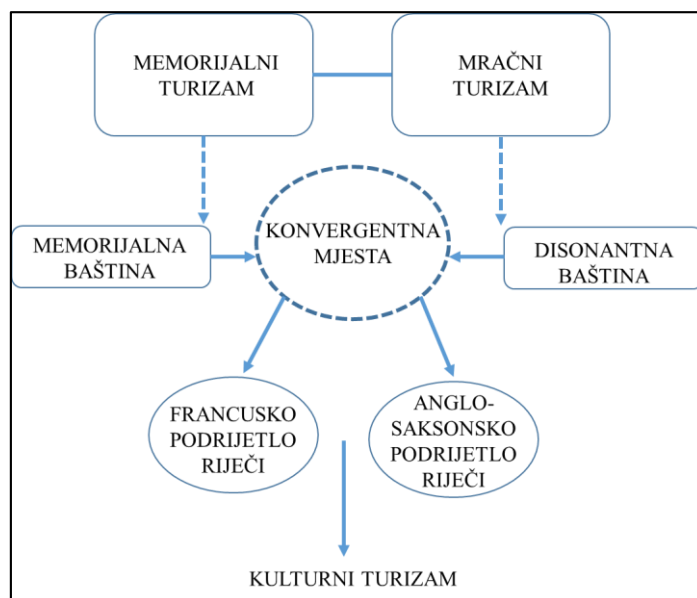 MEMORIJALNI
TURIZAM
MRAČNI
TURIZAM
MEMORIJALNA
BAŠTINA
KONVERGENTNA
MJESTA
DISONANTNA
BAŠTINA
FRANCUSKO
PODRIJETLO
RIJEČI
ANGLO-
SAKSONSKO
PODRIJETLO
RIJEČI
KULTURNI TURIZAM